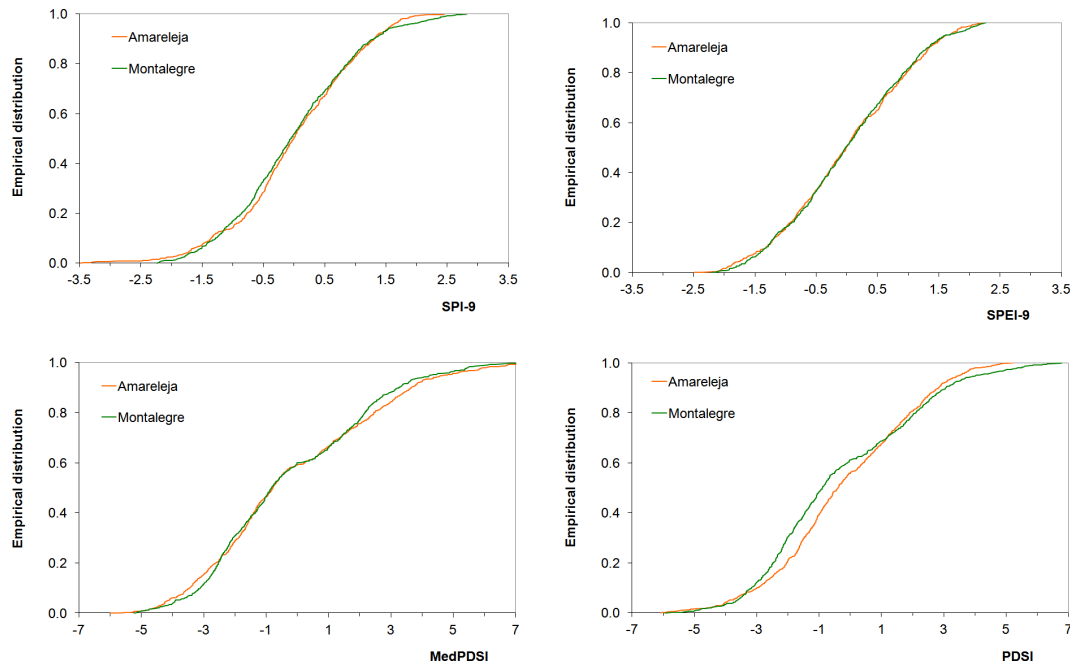 1.0
0.8
0.6
0.4
0.2
0.0
Empirical distribution
Amareleja
Montalegre
-3.5 -2.5 -1.5 -0.5 0.5 1.5 2.5 3.5
SPI-9
1.0
0.8
0.6
0.4
0.2
0.0
Empirical distribution
Amareleja
Montalegre
-3.5 -2.5 -1.5 -0.5 0.5 1.5 2.5 3.5
SPEI-9
1.0
0.8
0.6
0.4
0.2
0.0
Empirical distribution
Amareleja
Montalegre
-7 -5 -3 -1 1 3 5 7
MedPDSI
1.0
0.8
0.6
0.4
0.2
0.0
Empirical distribution
Amareleja
Montalegre
-7 -5 -3 -1 1 3 5 7
PDSI